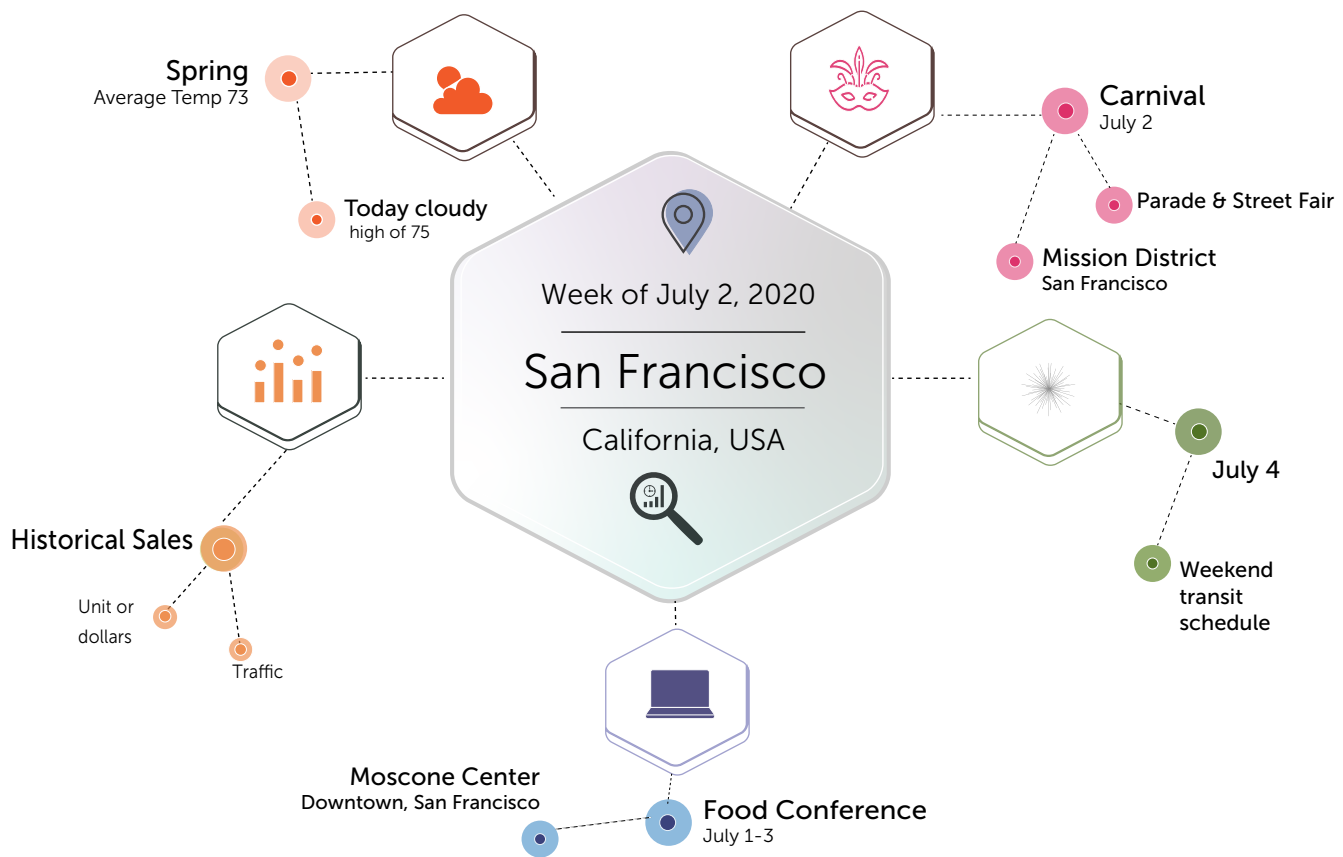 Spring
Average Temp 73
Today cloudy
high of 75
Carnival
July 2
Parade & Street Fair
Mission District
San Francisco
Week of July 2, 2020
San Francisco
California, USA
July 4
Weekend
transit
schedule
Historical Sales
Unit or
dollars
Traffic
Moscone Center
Downtown, San Francisco
Food Conference
July 1-3